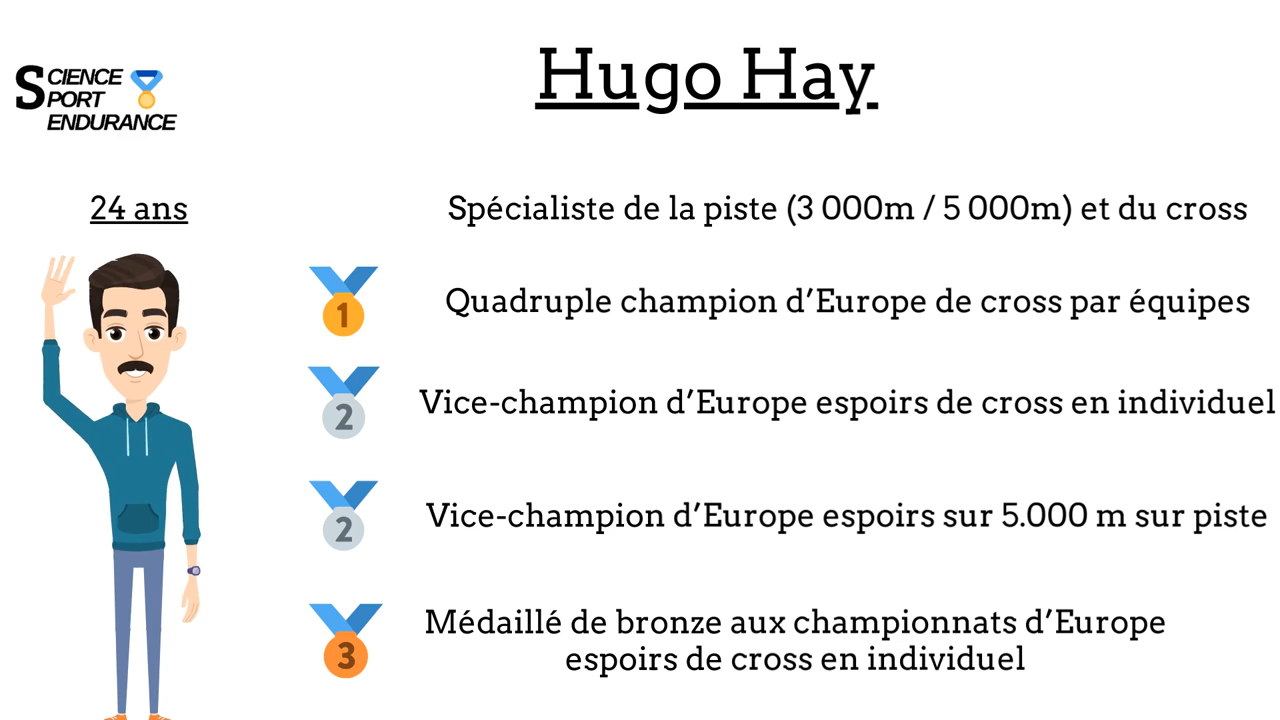 Hugo Hay
SCIENCE
SPORT
ENDURANCE
24 ans
Spécialiste de la piste (3 000m / 5 000m) et du cross
1
Quadruple champion d’Europe de cross par équipes
2
Vice-champion d’Europe espoirs de cross en individuel
2
Vice-champion d’Europe espoirs sur 5.000 m sur piste
3
Médaillé de bronze aux championnats d’Europe
espoirs de cross en individuel